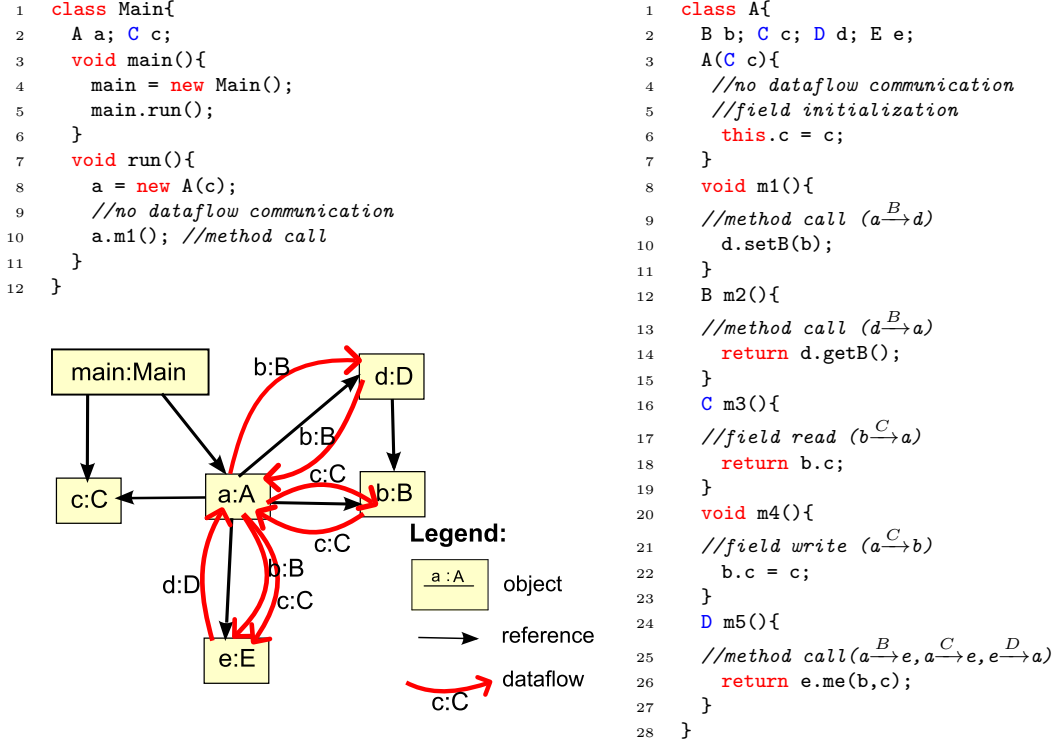 1 class Main{
2 A a; C c;
3 void main(){
4 main = new Main();
5 main.run();
6 }
7 void run(){
8 a = new A(c);
9 //no dataflow communication
10 a.m1(); //method call
11 }
12 }
main:Main
b:B
d:D
b:B
c:C
a:A
c:C
b:B
c:C
d:D
b:B
c:C
e:E
Legend:
a : A
object
reference
dataflow
c:C
1 class A{
2 B b; C c; D d; E e;
3 A(C c){
4 //no dataflow communication
5 //field initialization
6 this.c = c;
7 }
8 void m1(){
9 //method call (a—B→d)
10 d.setB(b);
11 }
12 B m2(){
13 //method call (d—B→a)
14 return d.getB();
15 }
16 C m3(){
17 //field read (b—C→a)
18 return b.c;
19 }
20 void m4(){
21 //field write (a—C→b)
22 b.c = c;
23 }
24 D m5(){
25 //method call(a—B→e,a—C→e,e—D→a)
26 return e.me(b,c);
27 }
28 }